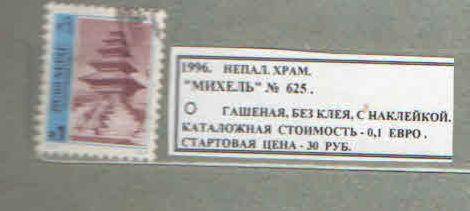 1996. НЕПАЛ. ХРАМ.
"МИХЕЛЬ" № 625.
О ГАШЕНАЯ, БЕЗ КЛЕЯ, С НАКЛЕЙКОЙ.
КАТАЛОЖНАЯ СТОИМОСТЬ - 0,1 ЕВРО.
СТАРТОВАЯ ЦЕНА - 30 РУБ.